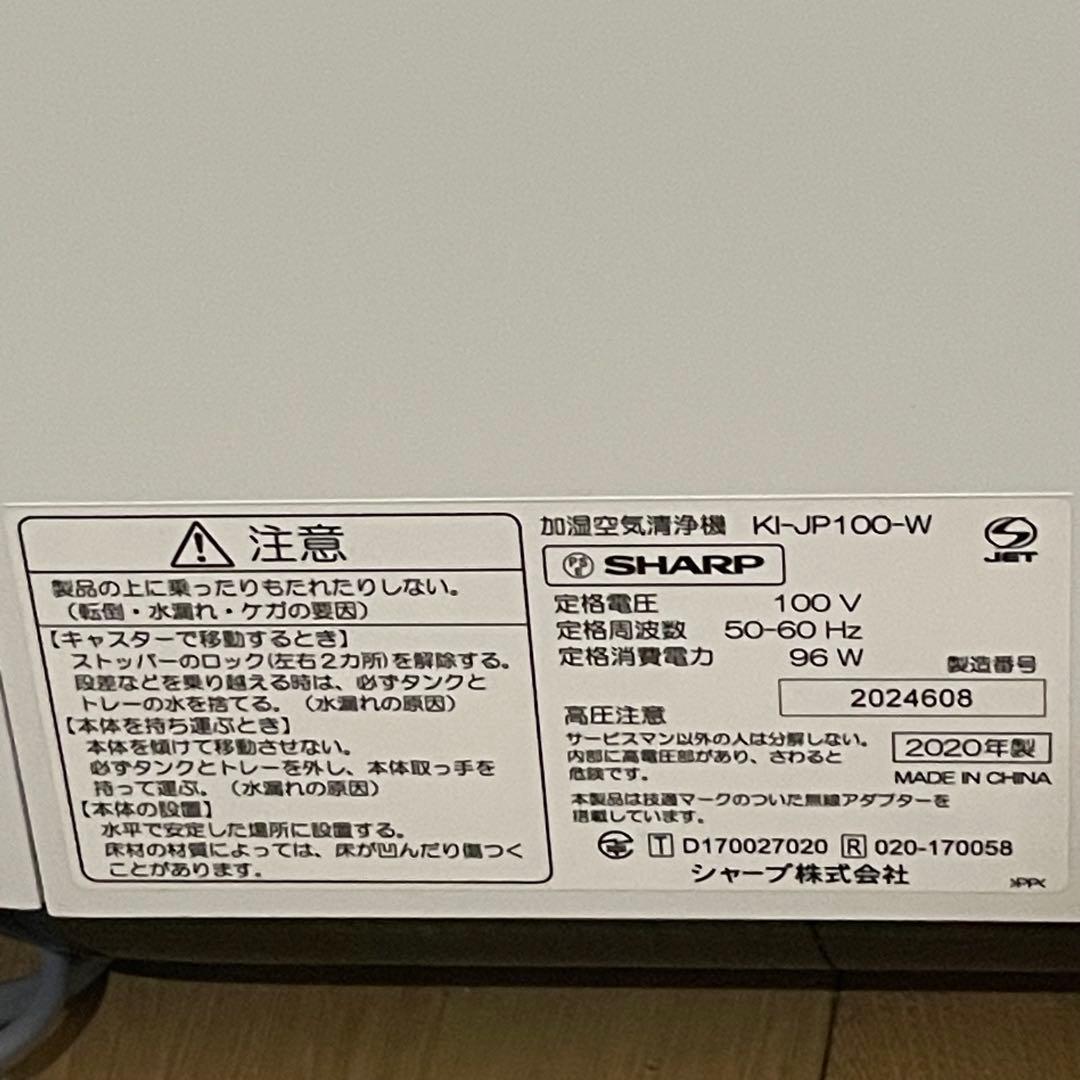 注意
製品の上に乗ったりもたれたりしない。
（転倒・水漏れ・ケガの要因）
【キャスターで移動するとき】
ストッパーのロック(左右2カ所)を解除する。
段差などを乗り越える時は、必ずタンクと
トレーの水を捨てる。（水漏れの原因）
【本体を持ち運ぶとき】
本体を傾けて移動させない。
必ずタンクとトレーを外し、本体取っ手を
持って運ぶ。（水漏れの原因）
【本体の設置】
水平で安定した場所に設置する。
床材の材質によっては、床が凹んだり傷つく
ことがあります。
加湿空気清浄機 KI-JP100-W
JET
PS E SHARP
定格電圧 100 V
定格周波数 50-60 Hz
定格消費電力 96 W
製造番号
2024608
高圧注意
サービスマン以外の人は分解しない。
内部に高電圧部があり、さわると
危険です。
2020年製
MADE IN CHINA
本製品は技適マークのついた無線アダプターを
搭載しています。
T D170027020 R 020-170058
シャープ株式会社
>PP<